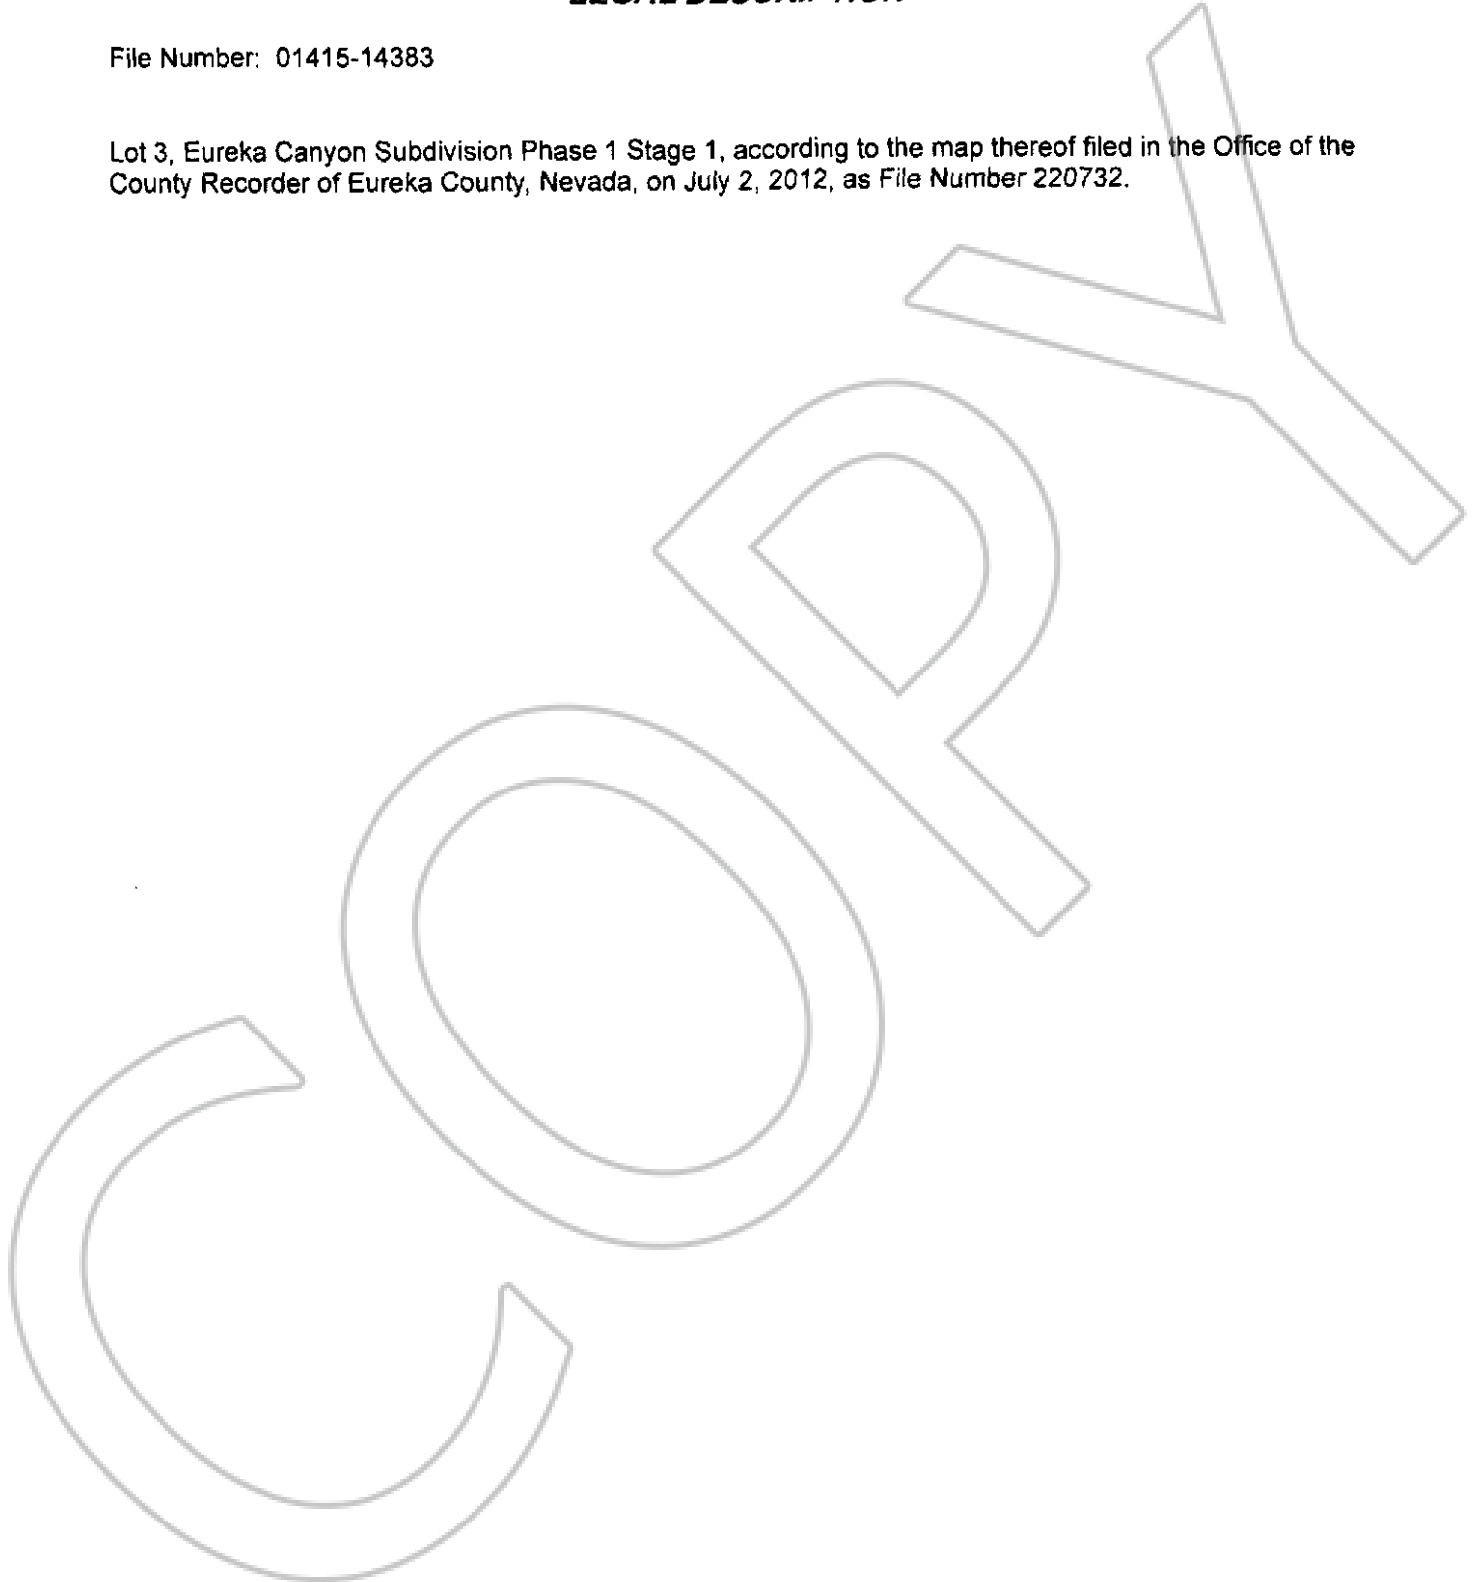 LEGAL DESCRIPTION
File Number: 01415-14383
Lot 3, Eureka Canyon Subdivision Phase 1 Stage 1, according to the map thereof filed in the Office of the
County Recorder of Eureka County, Nevada, on July 2, 2012, as File Number 220732.
COPY